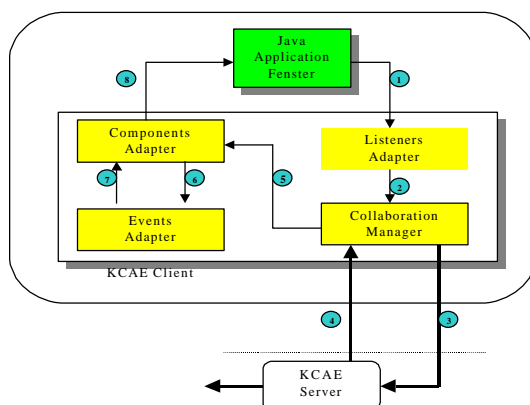 Java
Application
Fenster
8
1
Components
Adapter
Listeners
Adapter
5
2
7
6
Events
Adapter
Collaboration
Manager
KCAE Client
4
3
KCAE
Server